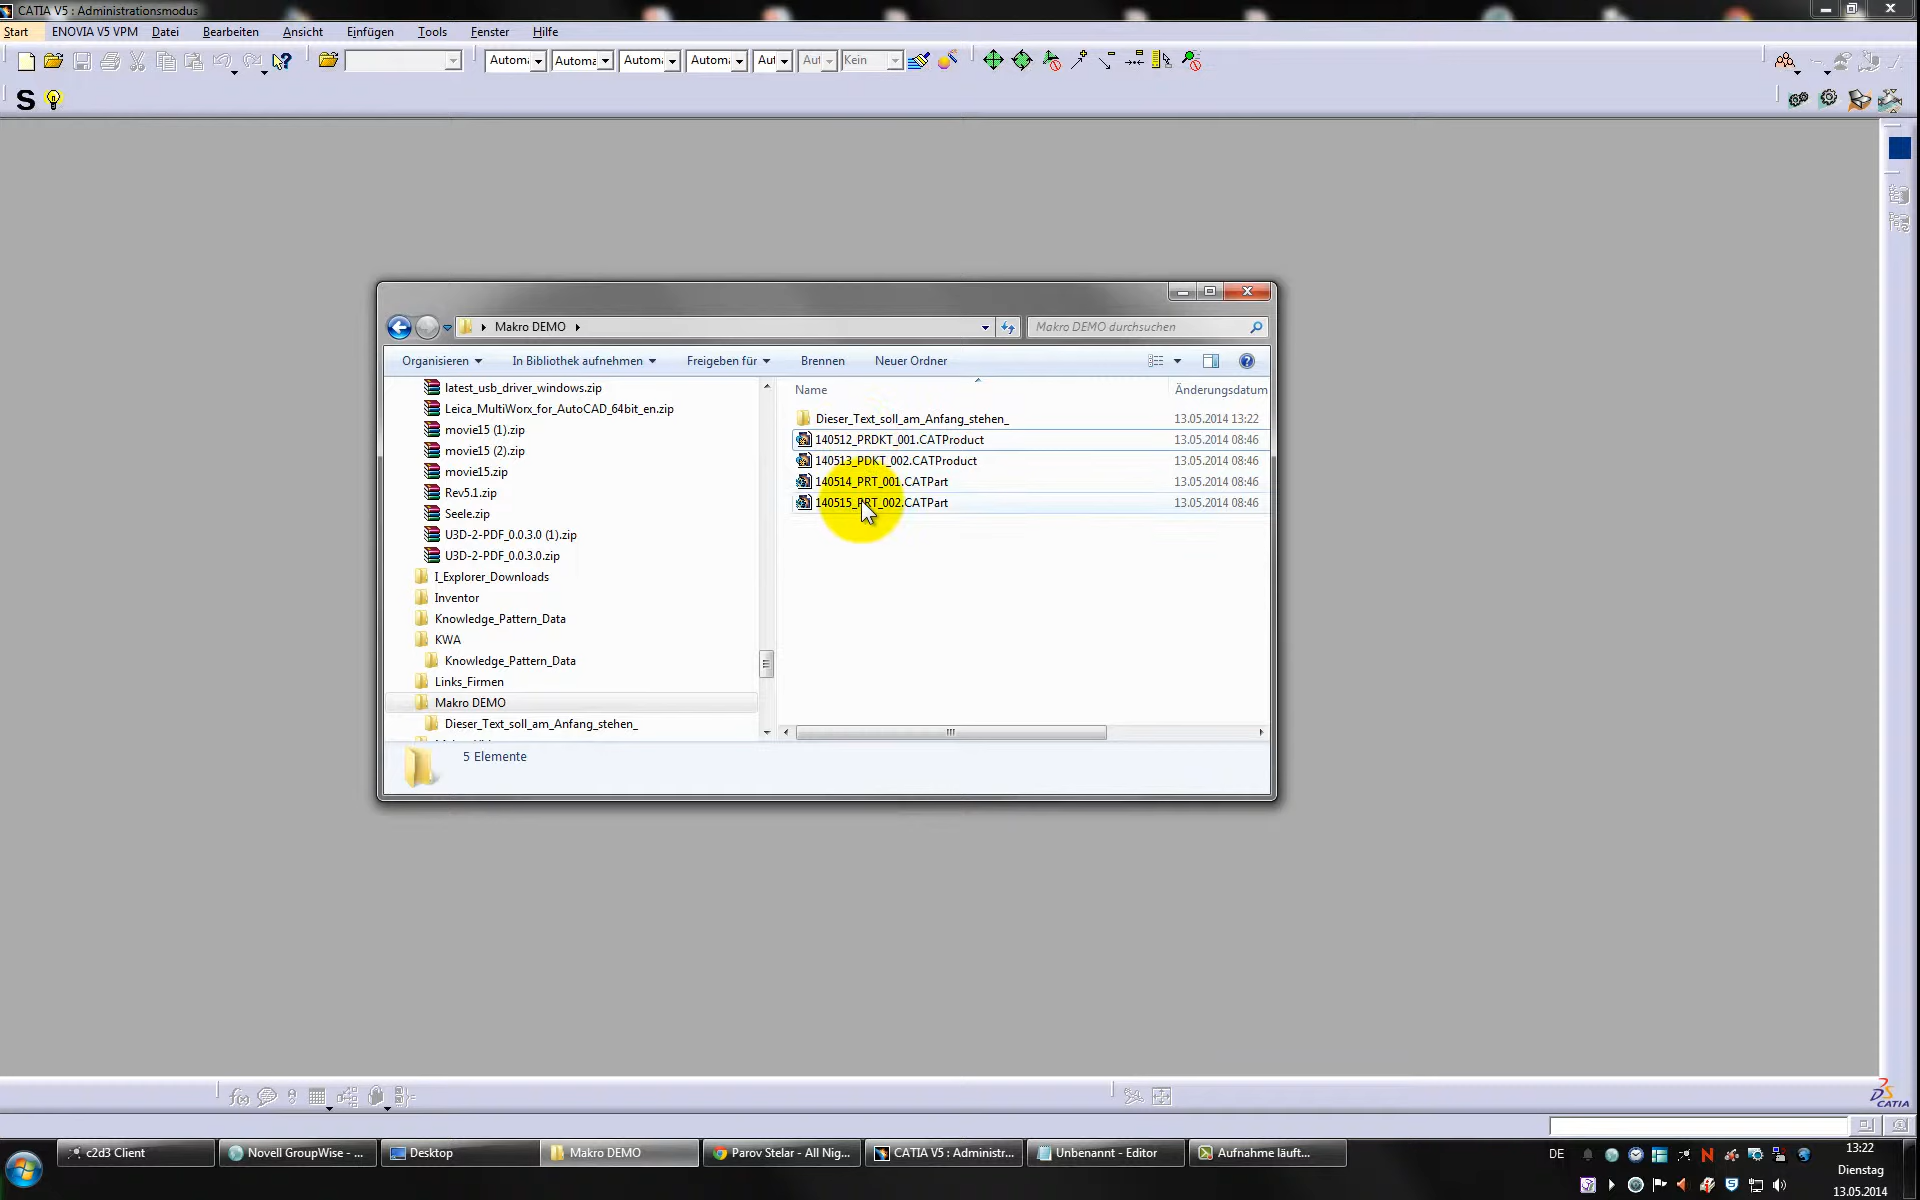 CATIA V5 : Administrationsmodus
Start ENOVIA V5 VPM Datei Bearbeiten Ansicht Einfügen Tools Fenster Hilfe
Autom Automa Autom Autom Aut Aut Kein
S
Makro DEMO
Makro DEMO durchsuchen
Organisieren In Bibliothek aufnehmen Freigeben für Brennen Neuer Ordner
latest_usb_driver_windows.zip
Leica_MultiWorx_for_AutoCAD_64bit_en.zip
movie15 (1).zip
movie15 (2).zip
movie15.zip
Rev5.1.zip
Seele.zip
U3D-2-PDF_0.0.3.0 (1).zip
U3D-2-PDF_0.0.3.0.zip
I_Explorer_Downloads
Inventor
Knowledge_Pattern_Data
KWA
Knowledge_Pattern_Data
Links_Firmen
Makro DEMO
Dieser_Text_soll_am_Anfang_stehen_
Name Änderungsdatum
Dieser_Text_soll_am_Anfang_stehen_ 13.05.2014 13:22
140512_PRDKT_001.CATProduct 13.05.2014 08:46
140513_PDKT_002.CATProduct 13.05.2014 08:46
140514_PRT_001.CATPart 13.05.2014 08:46
140515_PRT_002.CATPart 13.05.2014 08:46
5 Elemente
CATIA
c2d3 Client Novell GroupWise - ... Desktop Makro DEMO Parov Stelar - All Nig... CATIA V5 : Administr... Unbenannt - Editor Aufnahme läuft...
DE
13:22
Dienstag
13.05.2014